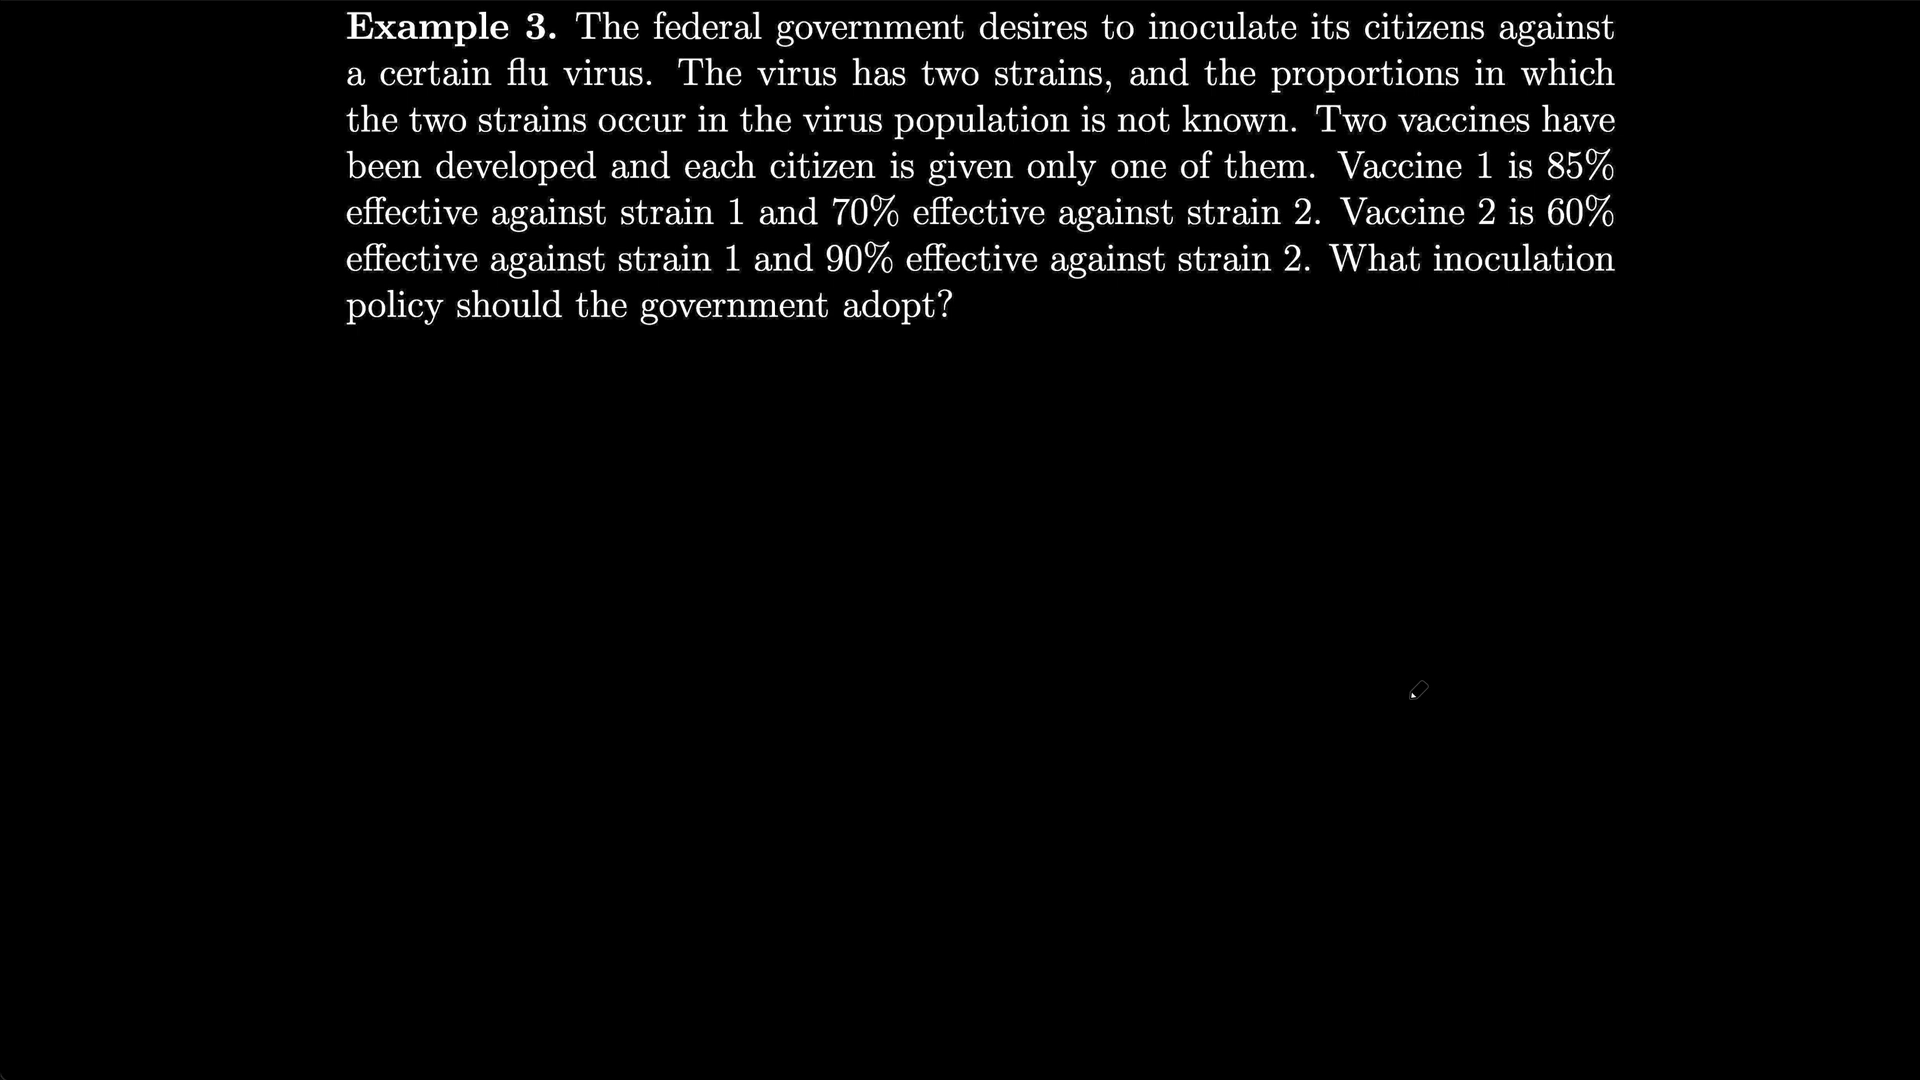 Example 3. The federal government desires to inoculate its citizens against
a certain flu virus. The virus has two strains, and the proportions in which
the two strains occur in the virus population is not known. Two vaccines have
been developed and each citizen is given only one of them. Vaccine 1 is 85%
effective against strain 1 and 70% effective against strain 2. Vaccine 2 is 60%
effective against strain 1 and 90% effective against strain 2. What inoculation
policy should the government adopt?